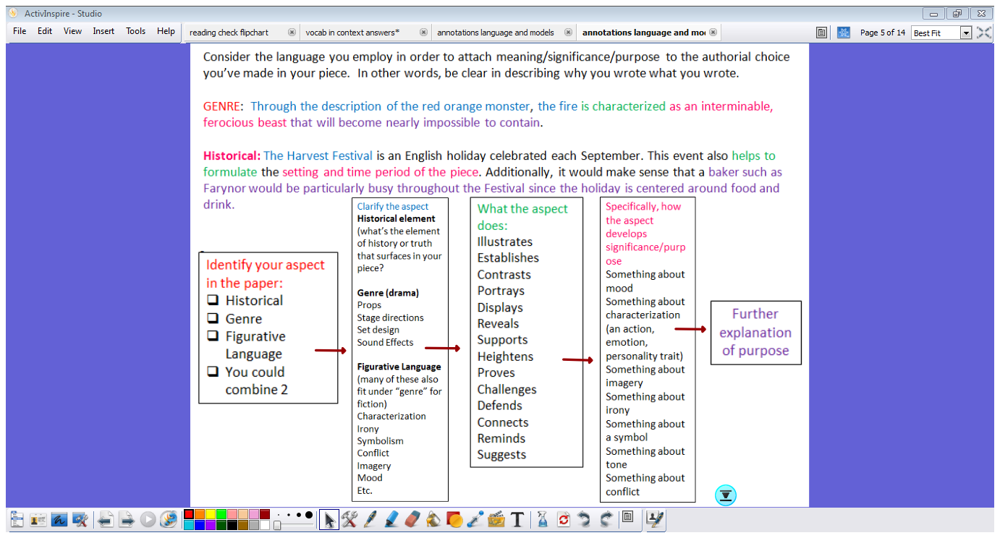 ActivInspire - Studio
File Edit View Insert Tools Help
reading check flipchart
vocab in context answers*
annotations language and models
annotations language and mo
Page 5 of 14
Best Fit
Consider the language you employ in order to attach meaning/significance/purpose to the authorial choice
you've made in your piece. In other words, be clear in describing why you wrote what you wrote.
GENRE: Through the description of the red orange monster, the fire is characterized as an interminable,
ferocious beast that will become nearly impossible to contain.
Historical: The Harvest Festival is an English holiday celebrated each September. This event also helps to
formulate the setting and time period of the piece. Additionally, it would make sense that a baker such as
Farynor would be particularly busy throughout the Festival since the holiday is centered around food and
drink.
Identify your aspect
in the paper:
Historical
Genre
Figurative
Language
You could
combine 2
Clarify the aspect
Historical element
(what's the element
of history or truth
that surfaces in your
piece?
Genre (drama)
Props
Stage directions
Set design
Sound Effects
Figurative Language
(many of these also
fit under "genre" for
fiction)
Characterization
Irony
Symbolism
Conflict
Imagery
Mood
Etc.
What the aspect
does:
Illustrates
Establishes
Contrasts
Portrays
Displays
Reveals
Supports
Heightens
Proves
Challenges
Defends
Connects
Reminds
Suggests
Specifically, how
the aspect
develops
significance/purp
ose
Something about
mood
Something about
characterization
(an action,
emotion,
personality trait)
Something about
imagery
Something about
irony
Something about
a symbol
Something about
tone
Something about
conflict
Further
explanation
of purpose